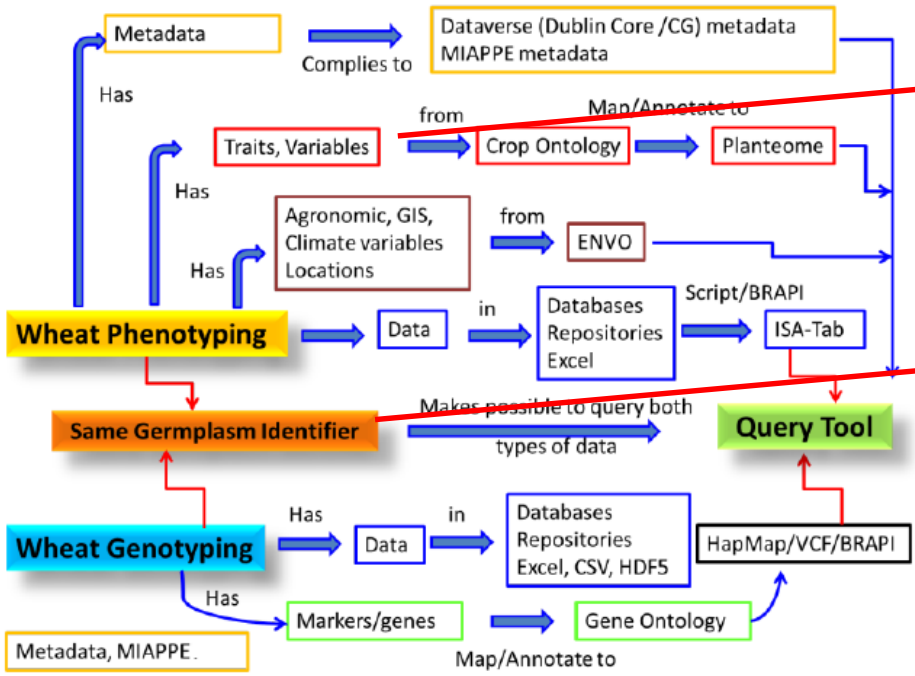 Metadata
Complies to
Dataverse (Dublin Core /CG) metadata
MIAPPE metadata
Has
Traits, Variables
from
Crop Ontology
Map/Annotate to
Planteome
Has
Agronomic, GIS,
Climate variables
Locations
from
ENVO
Has
Wheat Phenotyping
Data
in
Databases
Repositories
Excel
Script/BRAPI
ISA-Tab
Same Germplasm Identifier
Makes possible to query both
types of data
Query Tool
Wheat Genotyping
Has
Data
in
Databases
Repositories
Excel, CSV, HDF5
HapMap/VCF/BRAPI
Has
Markers/genes
Map/Annotate to
Gene Ontology
Metadata, MIAPPE.